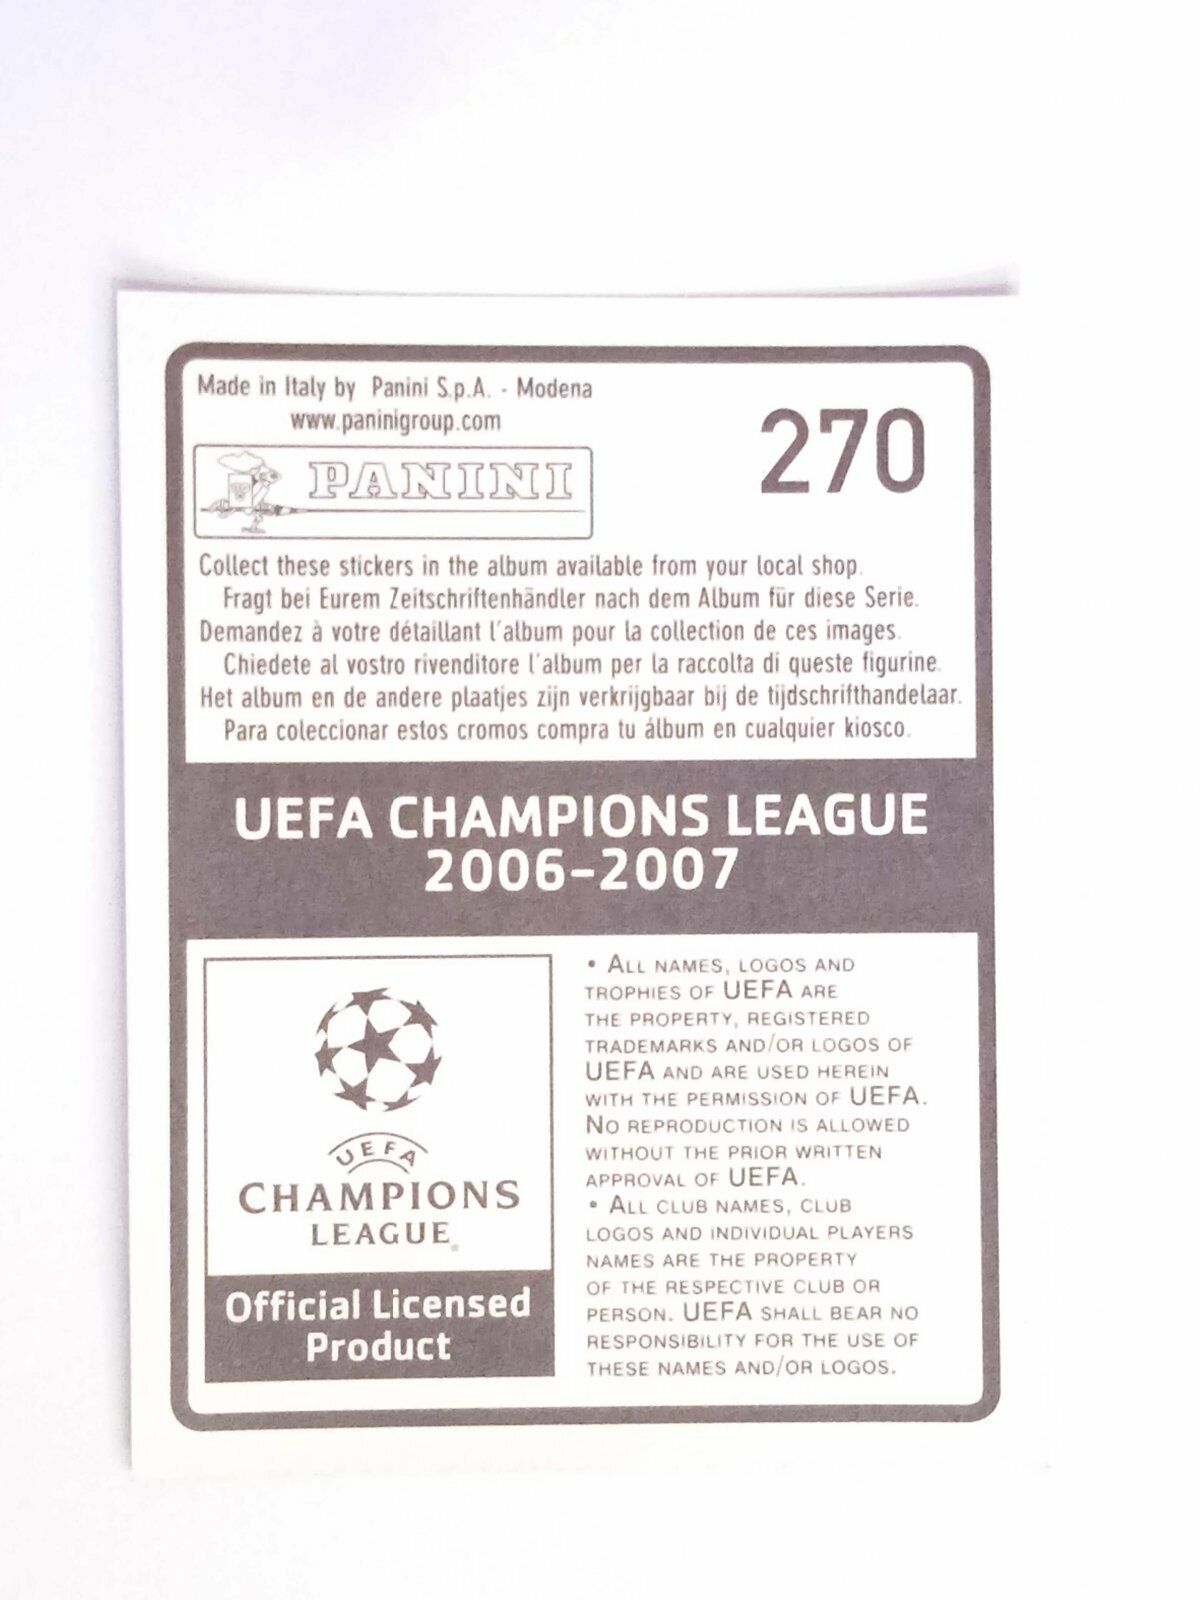 Made in Italy by Panini S.p.A. - Modena
www.paninigroup.com
270
PANINI
Collect these stickers in the album available from your local shop.
Fragt bei Eurem Zeitschriftenhändler nach dem Album für diese Serie.
Demandez à votre détaillant l'album pour la collection de ces images.
Chiedete al vostro rivenditore l'album per la raccolta di queste figurine.
Het album en de andere plaatjes zijn verkrijgbaar bij de tijdschrifthandelaar.
Para coleccionar estos cromos compra tu álbum en cualquier kiosco.
UEFA CHAMPIONS LEAGUE
2006-2007
UEFA
CHAMPIONS
LEAGUE
Official Licensed
Product
• ALL NAMES, LOGOS AND
TROPHIES OF UEFA ARE
THE PROPERTY, REGISTERED
TRADEMARKS AND/OR LOGOS OF
UEFA AND ARE USED HEREIN
WITH THE PERMISSION OF UEFA.
NO REPRODUCTION IS ALLOWED
WITHOUT THE PRIOR WRITTEN
APPROVAL OF UEFA.
• ALL CLUB NAMES, CLUB
LOGOS AND INDIVIDUAL PLAYERS
NAMES ARE THE PROPERTY
OF THE RESPECTIVE CLUB OR
PERSON. UEFA SHALL BEAR NO
RESPONSIBILITY FOR THE USE OF
THESE NAMES AND/OR LOGOS.